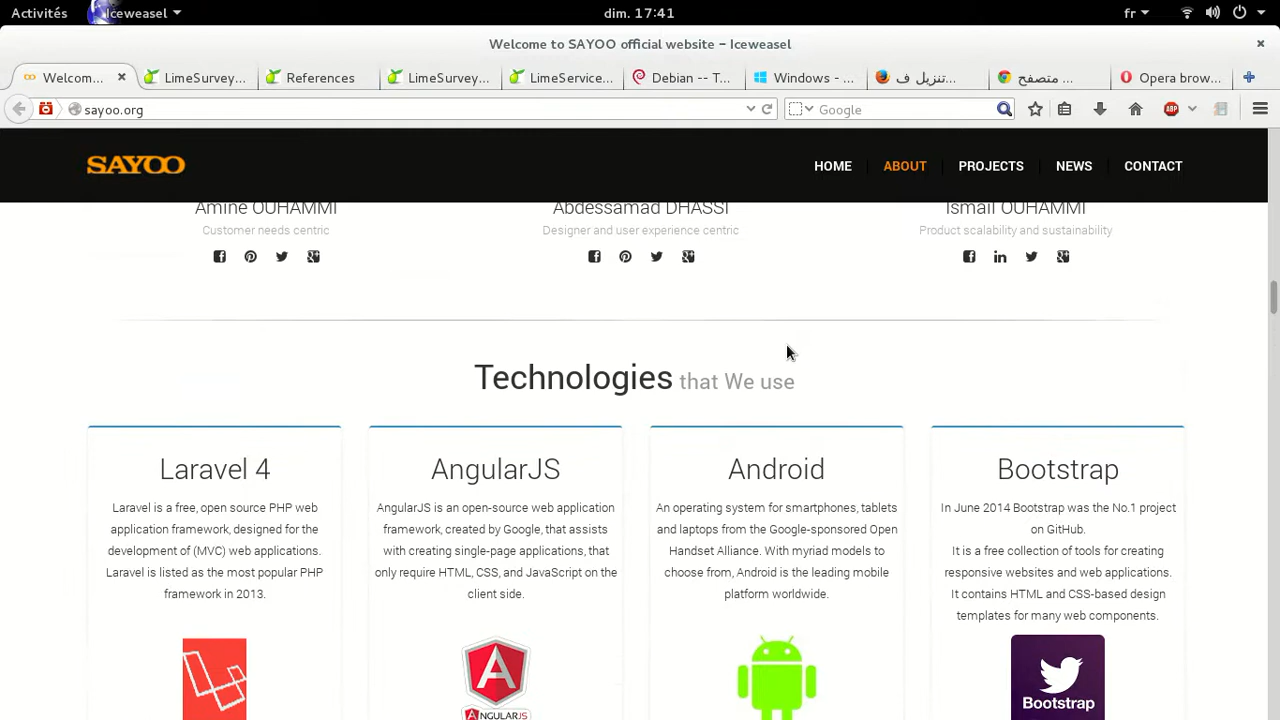 Activités Iceweasel dim. 17:41 fr
Welcome to SAYOO official website – Iceweasel
Welcom... LimeSurvey... References LimeSurvey... LimeService... Debian -- T... Windows - ... تنزيل ف... متصفح ... Opera brow...
sayoo.org Google ABP
SAYOO HOME ABOUT PROJECTS NEWS CONTACT
Amine OUHAMMI Abdessamad DHASSI Ismail OUHAMMI
Customer needs centric Designer and user experience centric Product scalability and sustainability
Technologies that We use
Laravel 4
Laravel is a free, open source PHP web
application framework, designed for the
development of (MVC) web applications.
Laravel is listed as the most popular PHP
framework in 2013.
AngularJS
AngularJS is an open-source web application
framework, created by Google, that assists
with creating single-page applications, that
only require HTML, CSS, and JavaScript on the
client side.
A
ANGULARJS
Android
An operating system for smartphones, tablets
and laptops from the Google-sponsored Open
Handset Alliance. With myriad models to
choose from, Android is the leading mobile
platform worldwide.
Bootstrap
In June 2014 Bootstrap was the No.1 project
on GitHub.
It is a free collection of tools for creating
responsive websites and web applications.
It contains HTML and CSS-based design
templates for many web components.
Bootstrap